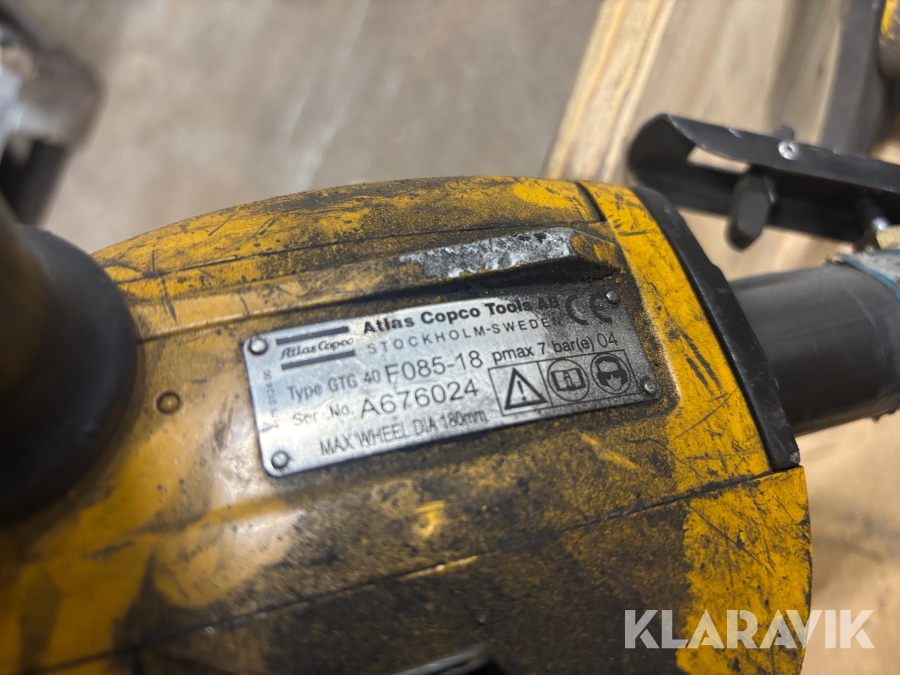 Atlas Copco
Atlas Copco Tools AB
STOCKHOLM-SWEDEN
Type GTG 40 F085-18 pmax 7 bar(e) 04
Ser .No. A676024
MAX WHEEL DIA 180mm
CE
KLARAVIK